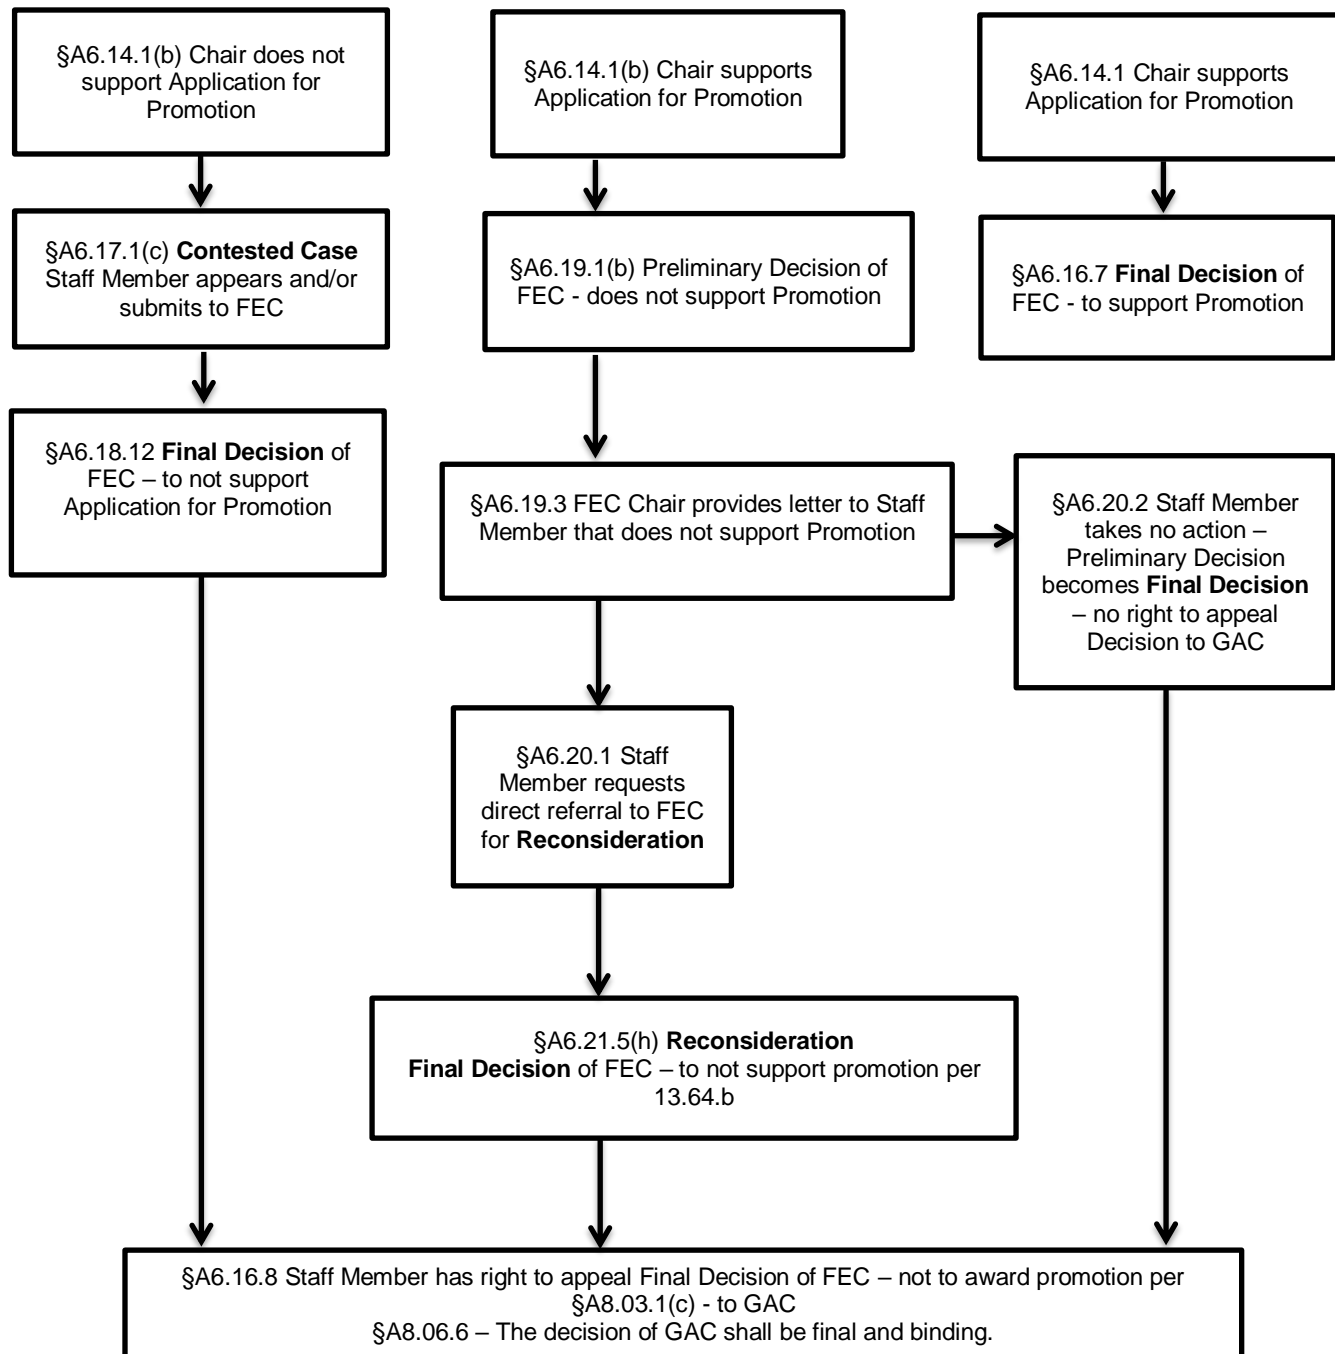 §A6.14.1(b) Chair does not
support Application for
Promotion
§A6.14.1(b) Chair supports
Application for Promotion
§A6.14.1 Chair supports
Application for Promotion
§A6.17.1(c) Contested Case
Staff Member appears and/or
submits to FEC
§A6.19.1(b) Preliminary Decision of
FEC - does not support Promotion
§A6.16.7 Final Decision of
FEC - to support Promotion
§A6.18.12 Final Decision of
FEC – to not support
Application for Promotion
§A6.19.3 FEC Chair provides letter to Staff
Member that does not support Promotion
§A6.20.2 Staff Member
takes no action –
Preliminary Decision
becomes Final Decision
– no right to appeal
Decision to GAC
§A6.20.1 Staff
Member requests
direct referral to FEC
for Reconsideration
§A6.21.5(h) Reconsideration
Final Decision of FEC – to not support promotion per
13.64.b
§A6.16.8 Staff Member has right to appeal Final Decision of FEC – not to award promotion per
§A8.03.1(c) - to GAC
§A8.06.6 – The decision of GAC shall be final and binding.